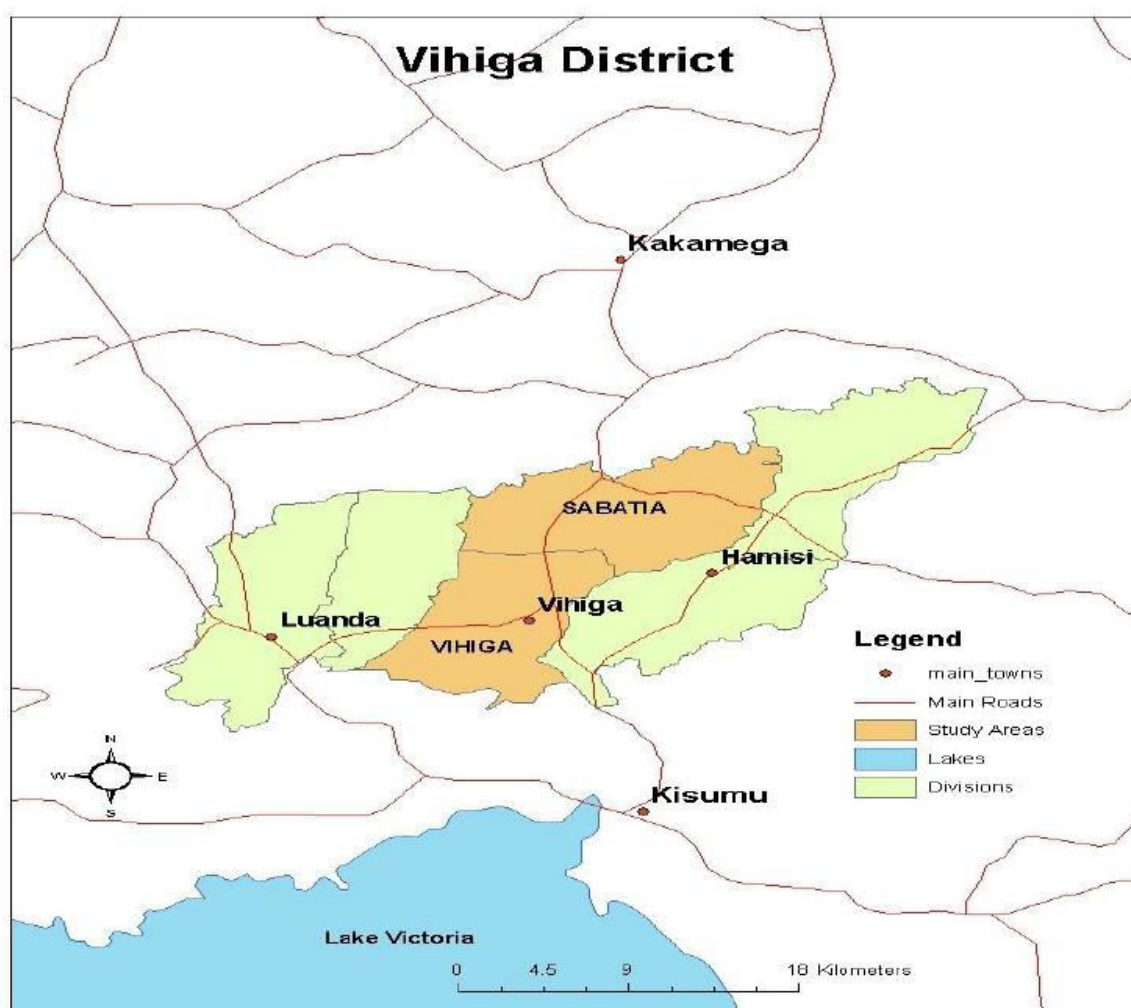 Vihiga District
Kakamega
SABATIA
Hamisi
Vihiga
Luanda
VIHIGA
Legend
main_towns
Main Roads
Study Areas
Lakes
Divisions
N
W E
S
Kisumu
Lake Victoria
0 4.5 9 18 Kilometers